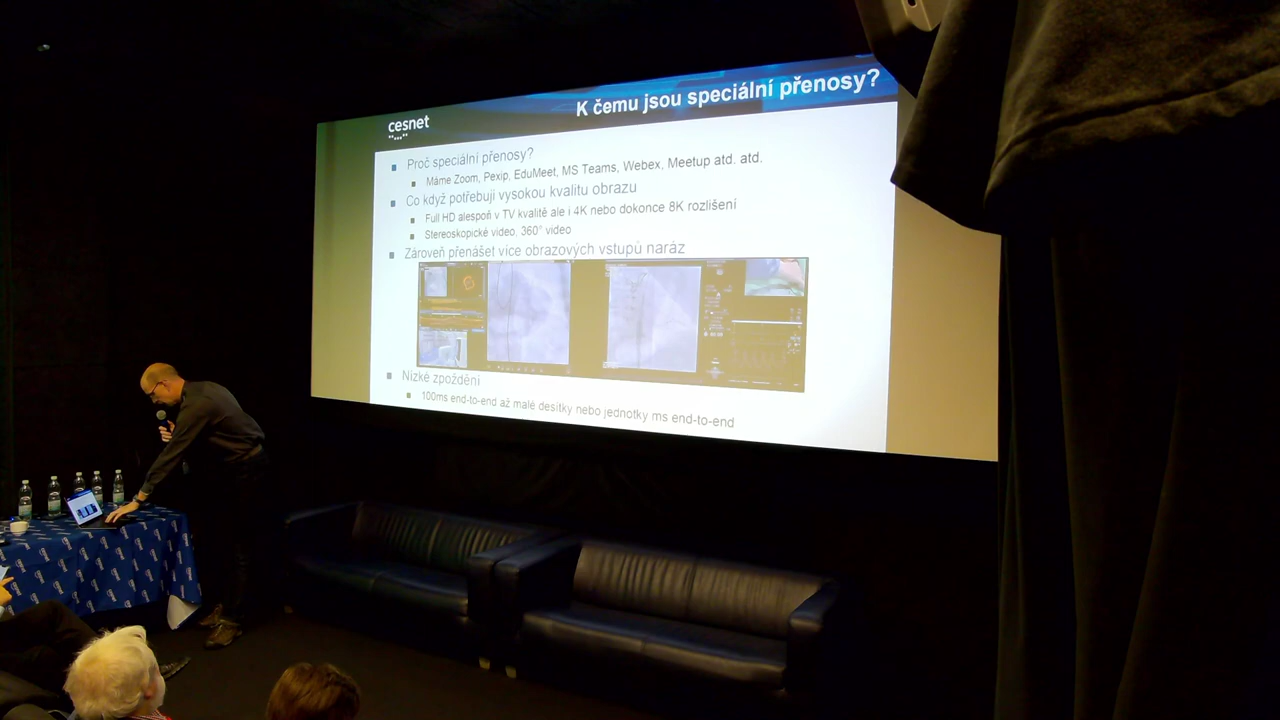 K čemu jsou speciální přenosy?
cesnet
Proč speciální přenosy?
Máme Zoom, Pexip, EduMeet, MS Teams, Webex, Meetup atd. atd.
Co když potřebuji vysokou kvalitu obrazu
Full HD alespoň v TV kvalitě ale i 4K nebo dokonce 8K rozlišení
Stereoskopické video, 360° video
Zároveň přenášet více obrazových vstupů naráz
Nízké zpoždění
100ms end-to-end až malé desítky nebo jednotky ms end-to-end